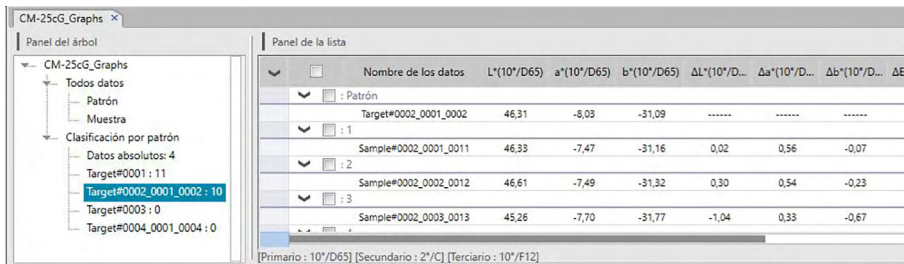 CM-25cG_Graphs ×
Panel del árbol
CM-25cG_Graphs
Todos datos
Patrón
Muestra
Clasificación por patrón
Datos absolutos: 4
Target#0001 : 11
Target#0002_0001_0002 : 10
Target#0003 : 0
Target#0004_0001_0004 : 0
Panel de la lista
Nombre de los datos L*(10°/D65) a*(10°/D65) b*(10°/D65) ΔL*(10°/D... Δa*(10°/D... Δb*(10°/D... ΔE
: Patrón
Target#0002_0001_0002 46,31 -8,03 -31,09 ------ ------ ------
: 1
Sample#0002_0001_0011 46,33 -7,47 -31,16 0,02 0,56 -0,07
: 2
Sample#0002_0002_0012 46,61 -7,49 -31,32 0,30 0,54 -0,23
: 3
Sample#0002_0003_0013 45,26 -7,70 -31,77 -1,04 0,33 -0,67
[Primario : 10°/D65] [Secundario : 2°/C] [Terciario : 10°/F12]